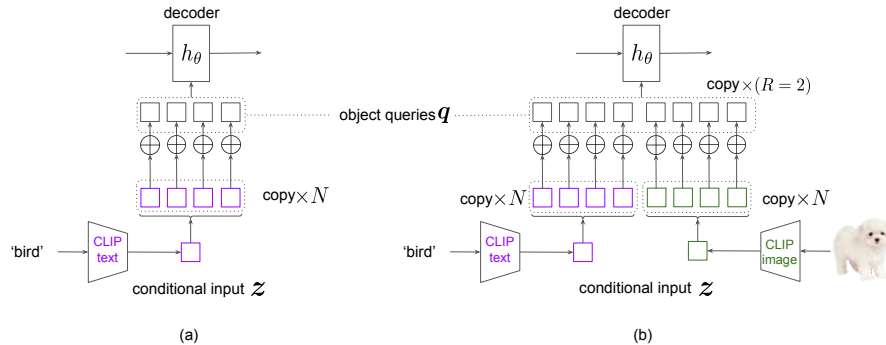 decoder
decoder
hθ
hθ
copy×(R = 2)
object queries q
copy×N
copy×N
copy×N
‘bird’
CLIP
text
‘bird’
CLIP
text
CLIP
image
conditional input z
conditional input z
(a)
(b)